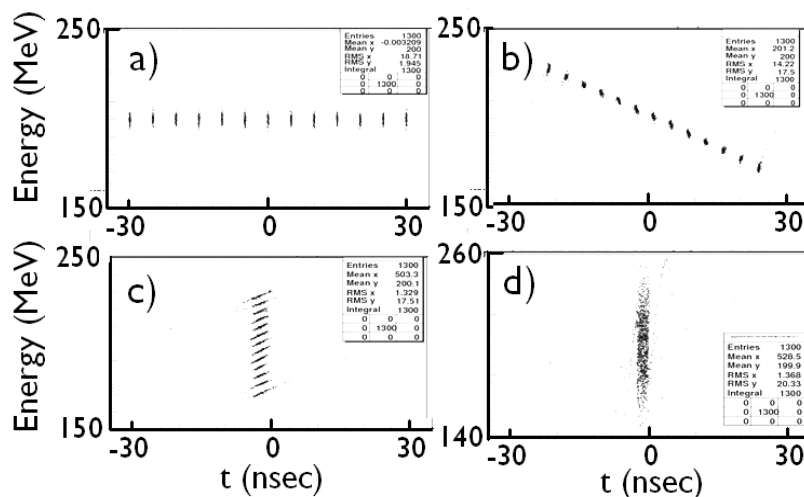 250
a)
Entries 1300
Mean x -0.003209
Mean y 200
RMS x 18.71
RMS y 1.945
Integral 1300
0 0 0
0 1300 0
0 0 0
Energy (MeV)
150
-30 0 30
250
b)
Entries 1300
Mean x 201.2
Mean y 200
RMS x 14.22
RMS y 17.5
Integral 1300
0 0 0
0 1300 0
0 0 0
150
-30 0 30
250
c)
Entries 1300
Mean x 503.3
Mean y 200.1
RMS x 1.329
RMS y 17.51
Integral 1300
0 0 0
0 1300 0
0 0 0
Energy (MeV)
150
-30 0 30
t (nsec)
260
d)
Entries 1300
Mean x 528.5
Mean y 199.9
RMS x 1.368
RMS y 20.33
Integral 1300
0 0 0
0 1300 0
0 0 0
140
-30 0 30
t (nsec)